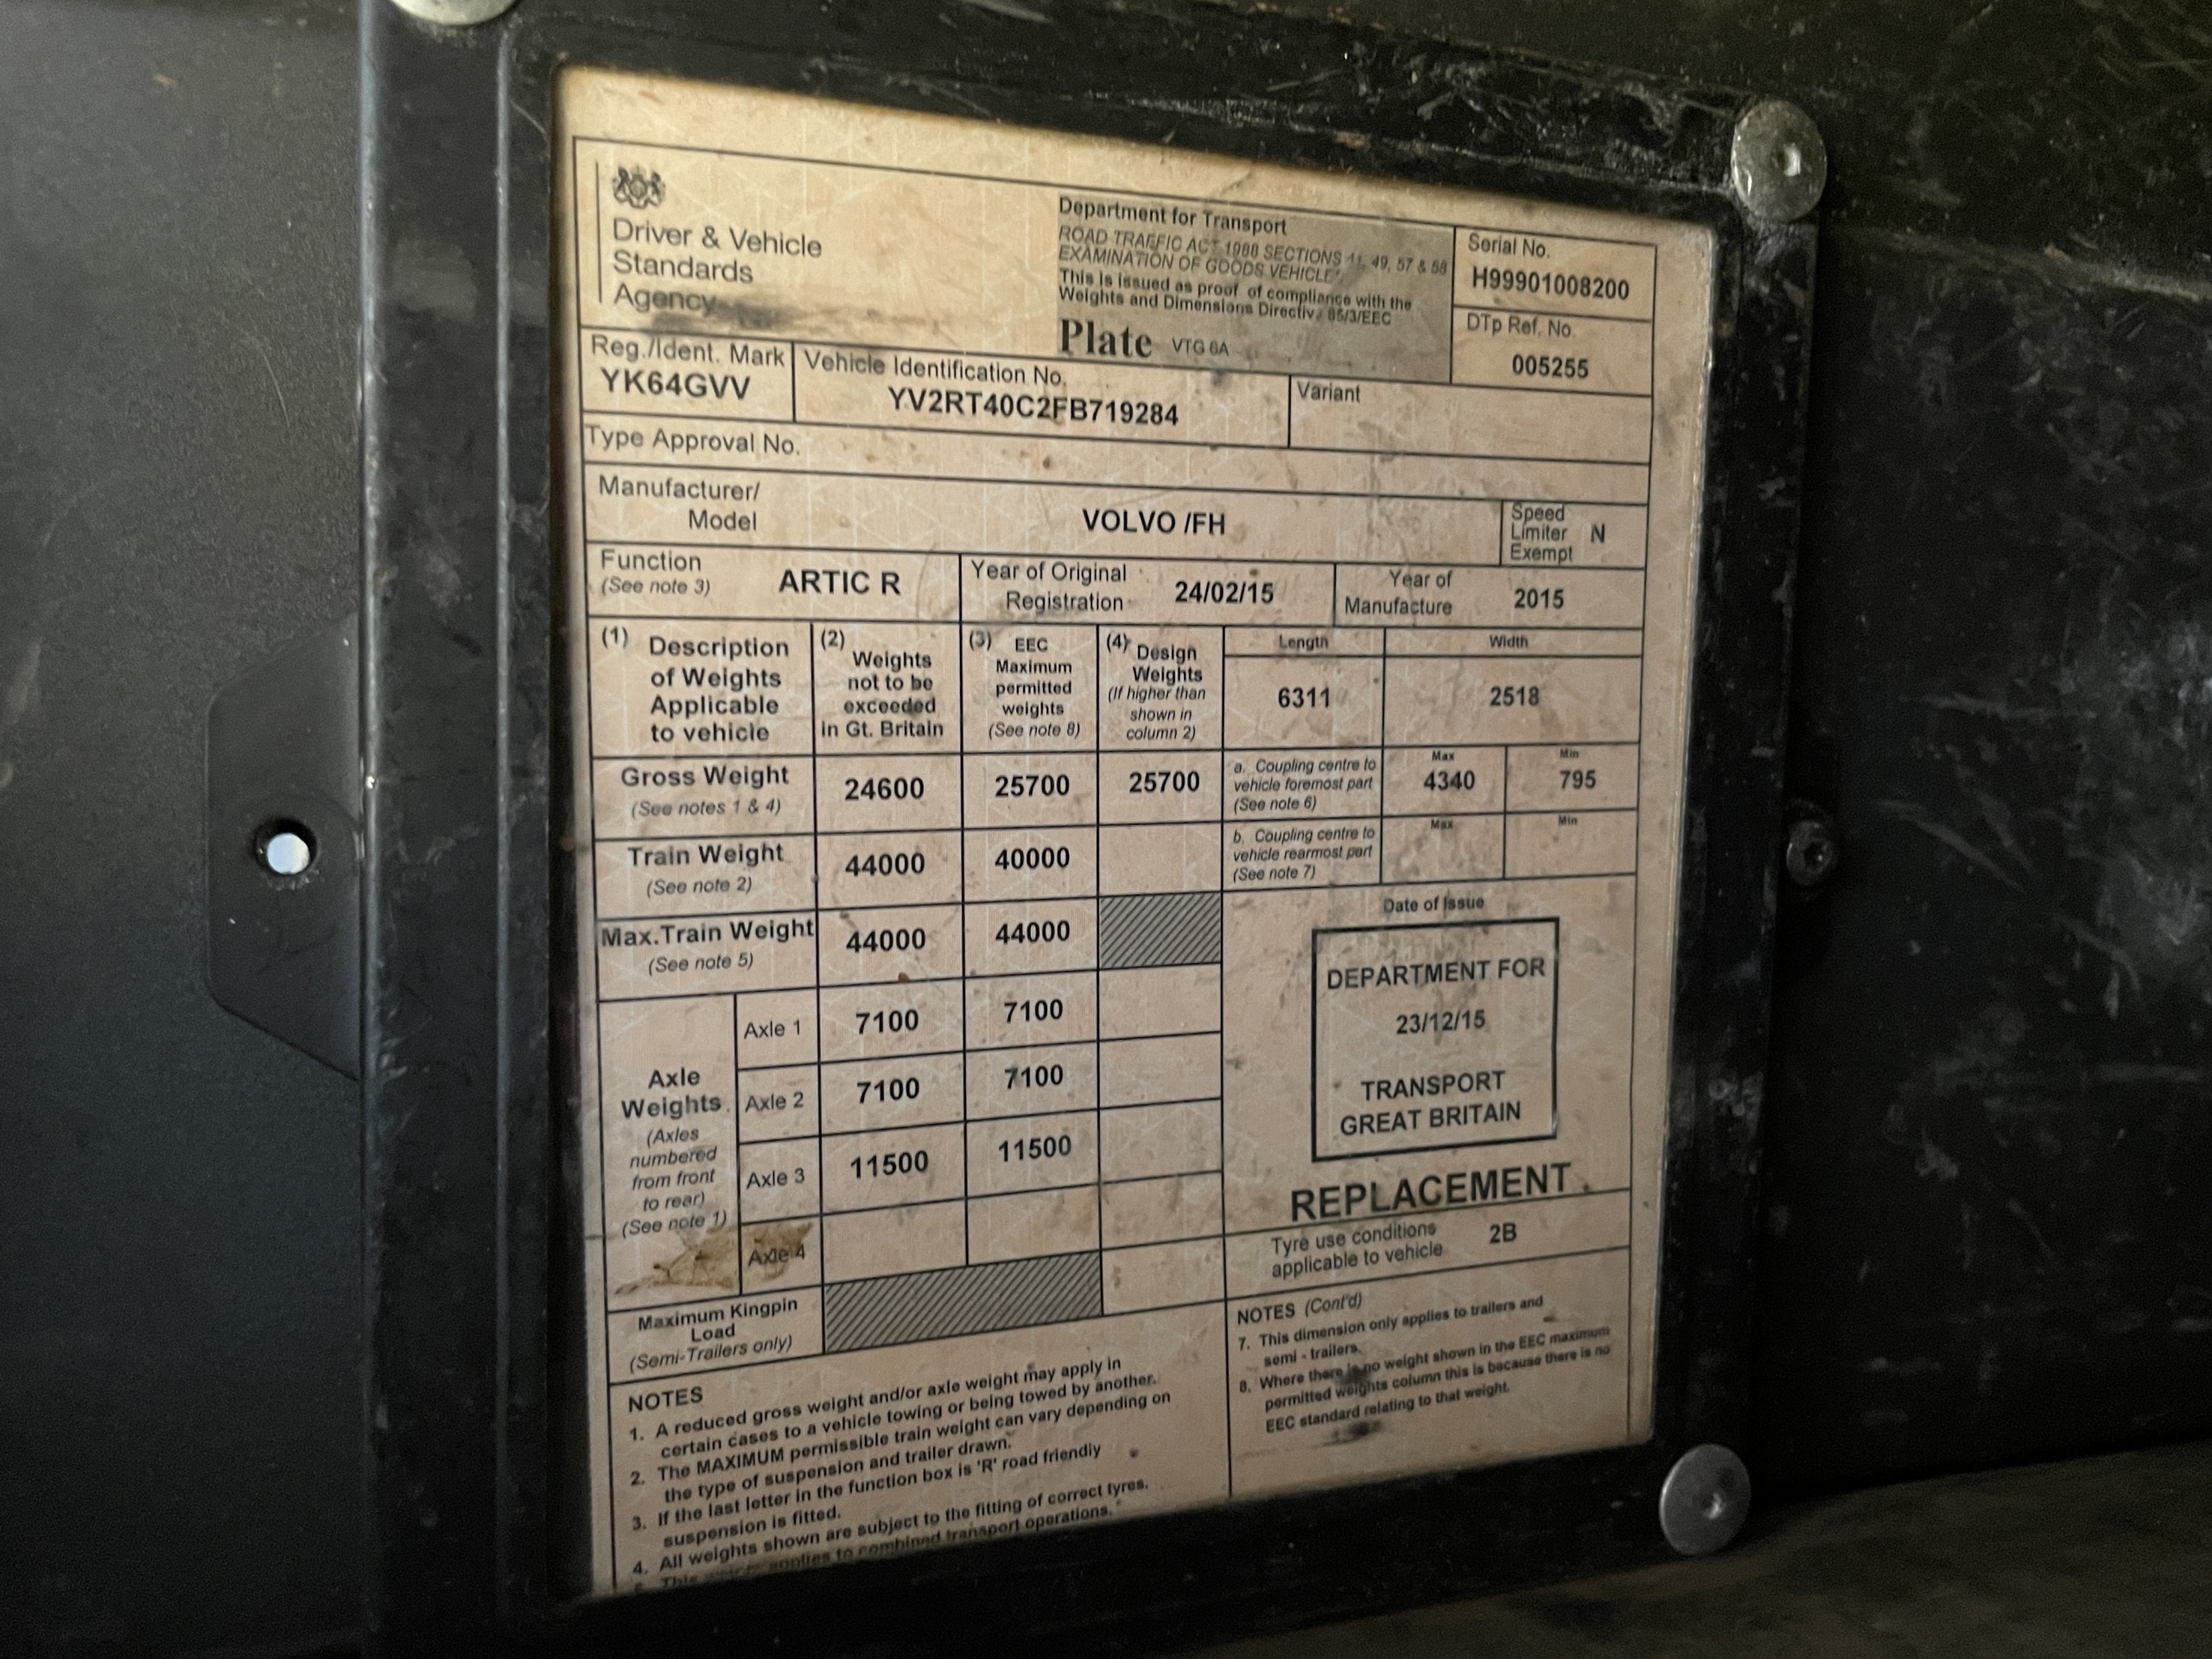 Driver & Vehicle
Standards
Agency
Department for Transport
ROAD TRAFFIC ACT 1988 SECTIONS 41, 49, 57 & 58
EXAMINATION OF GOODS VEHICLE
This is issued as proof of compliance with the
Weights and Dimensions Directive 85/3/EEC
Plate VTG 6A
Serial No.
H99901008200
DTp Ref. No.
005255
Reg./Ident. Mark
YK64GVV
Vehicle Identification No.
YV2RT40C2FB719284
Variant
Type Approval No.
Manufacturer/
Model
VOLVO /FH
Speed
Limiter
Exempt
N
Function
(See note 3)
ARTIC R
Year of Original
Registration
24/02/15
Year of
Manufacture
2015
(1) Description
of Weights
Applicable
to vehicle
(2) Weights
not to be
exceeded
in Gt. Britain
(3) EEC
Maximum
permitted
weights
(See note 8)
(4) Design
Weights
(If higher than
shown in
column 2)
Length
6311
Width
2518
Gross Weight
(See notes 1 & 4)
24600
25700
25700
a. Coupling centre to
vehicle foremost part
(See note 6)
Max
4340
Min
795
Train Weight
(See note 2)
44000
40000
b. Coupling centre to
vehicle rearmost part
(See note 7)
Max
Min
Max.Train Weight
(See note 5)
44000
44000
Date of Issue
DEPARTMENT FOR
23/12/15
TRANSPORT
GREAT BRITAIN
REPLACEMENT
Axle
Weights
(Axles
numbered
from front
to rear)
(See note 1)
Axle 1
7100
7100
Axle 2
7100
7100
Axle 3
11500
11500
Axle 4
Tyre use conditions
applicable to vehicle
2B
Maximum Kingpin
Load
(Semi-Trailers only)
NOTES
1. A reduced gross weight and/or axle weight may apply in
certain cases to a vehicle towing or being towed by another.
2. The MAXIMUM permissible train weight can vary depending on
the type of suspension and trailer drawn.
3. If the last letter in the function box is 'R' road friendly
suspension is fitted.
4. All weights shown are subject to the fitting of correct tyres.
This applies to combined transport operations.
NOTES (Cont'd)
7. This dimension only applies to trailers and
semi - trailers.
8. Where there is no weight shown in the EEC maximum
permitted weights column this is because there is no
EEC standard relating to that weight.